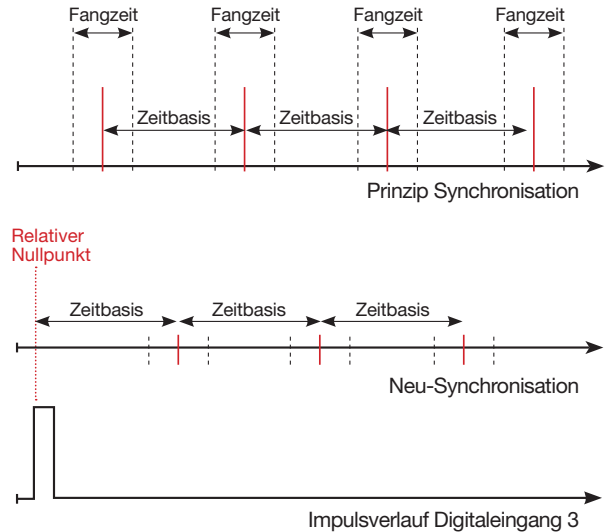 Fangzeit Fangzeit Fangzeit Fangzeit
Zeitbasis Zeitbasis Zeitbasis
Prinzip Synchronisation
Relativer
Nullpunkt
Zeitbasis Zeitbasis Zeitbasis
Neu-Synchronisation
Impulsverlauf Digitaleingang 3